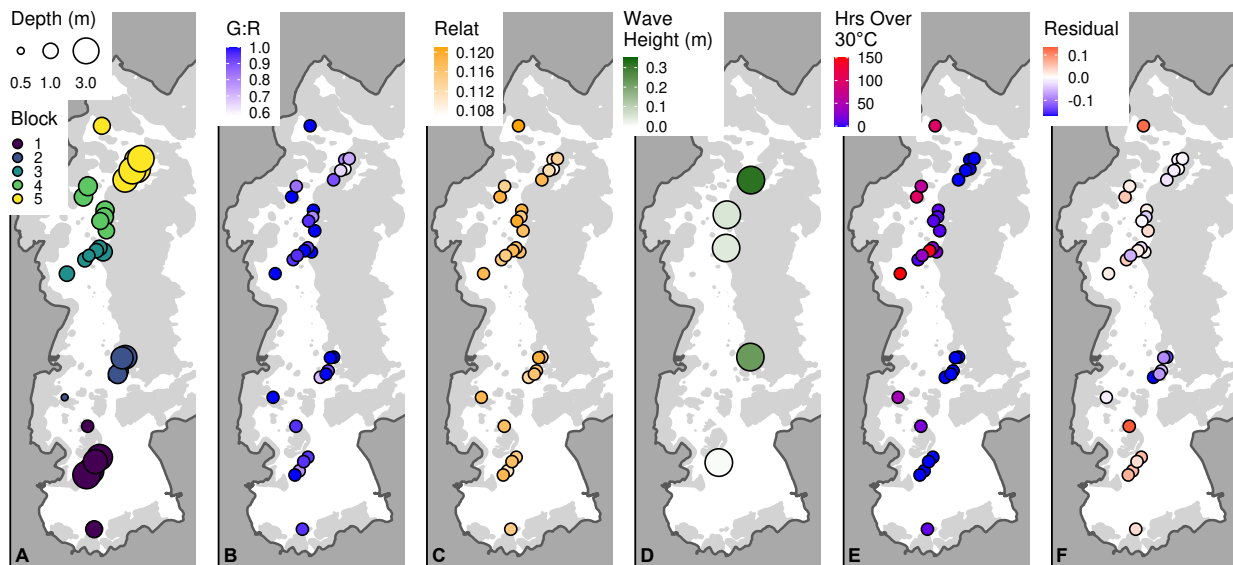 Depth (m)
0.5 1.0 3.0
Block
1
2
3
4
5
A
G:R
1.0
0.9
0.8
0.7
0.6
B
Relat
0.120
0.116
0.112
0.108
C
Wave
Height (m)
0.3
0.2
0.1
0.0
D
Hrs Over
30°C
150
100
50
0
E
Residual
0.1
0.0
-0.1
F